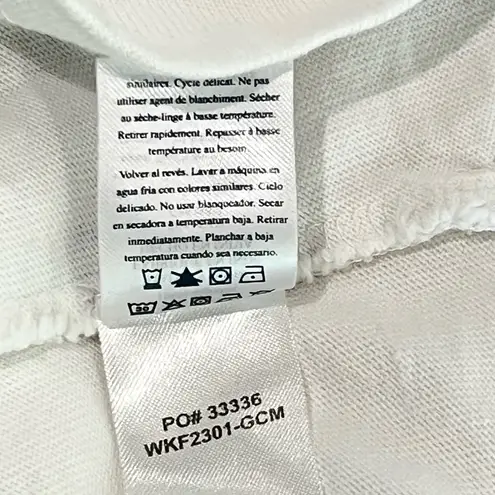 similaires. Cycle délicat. Ne pas
utiliser agent de blanchiment. Sécher
au sèche-linge à basse température.
Retirer rapidement. Repasser à basse
température au besoin.
Volver al revés. Lavar a máquina en
agua fria con colores similares. Ciclo
delicado. No usar blanqueador. Secar
en secadora a temperatura baja. Retirar
inmediatamente. Planchar a baja
temperatura cuando sea necesario.
30
PO# 33336
WKF2301-GCM